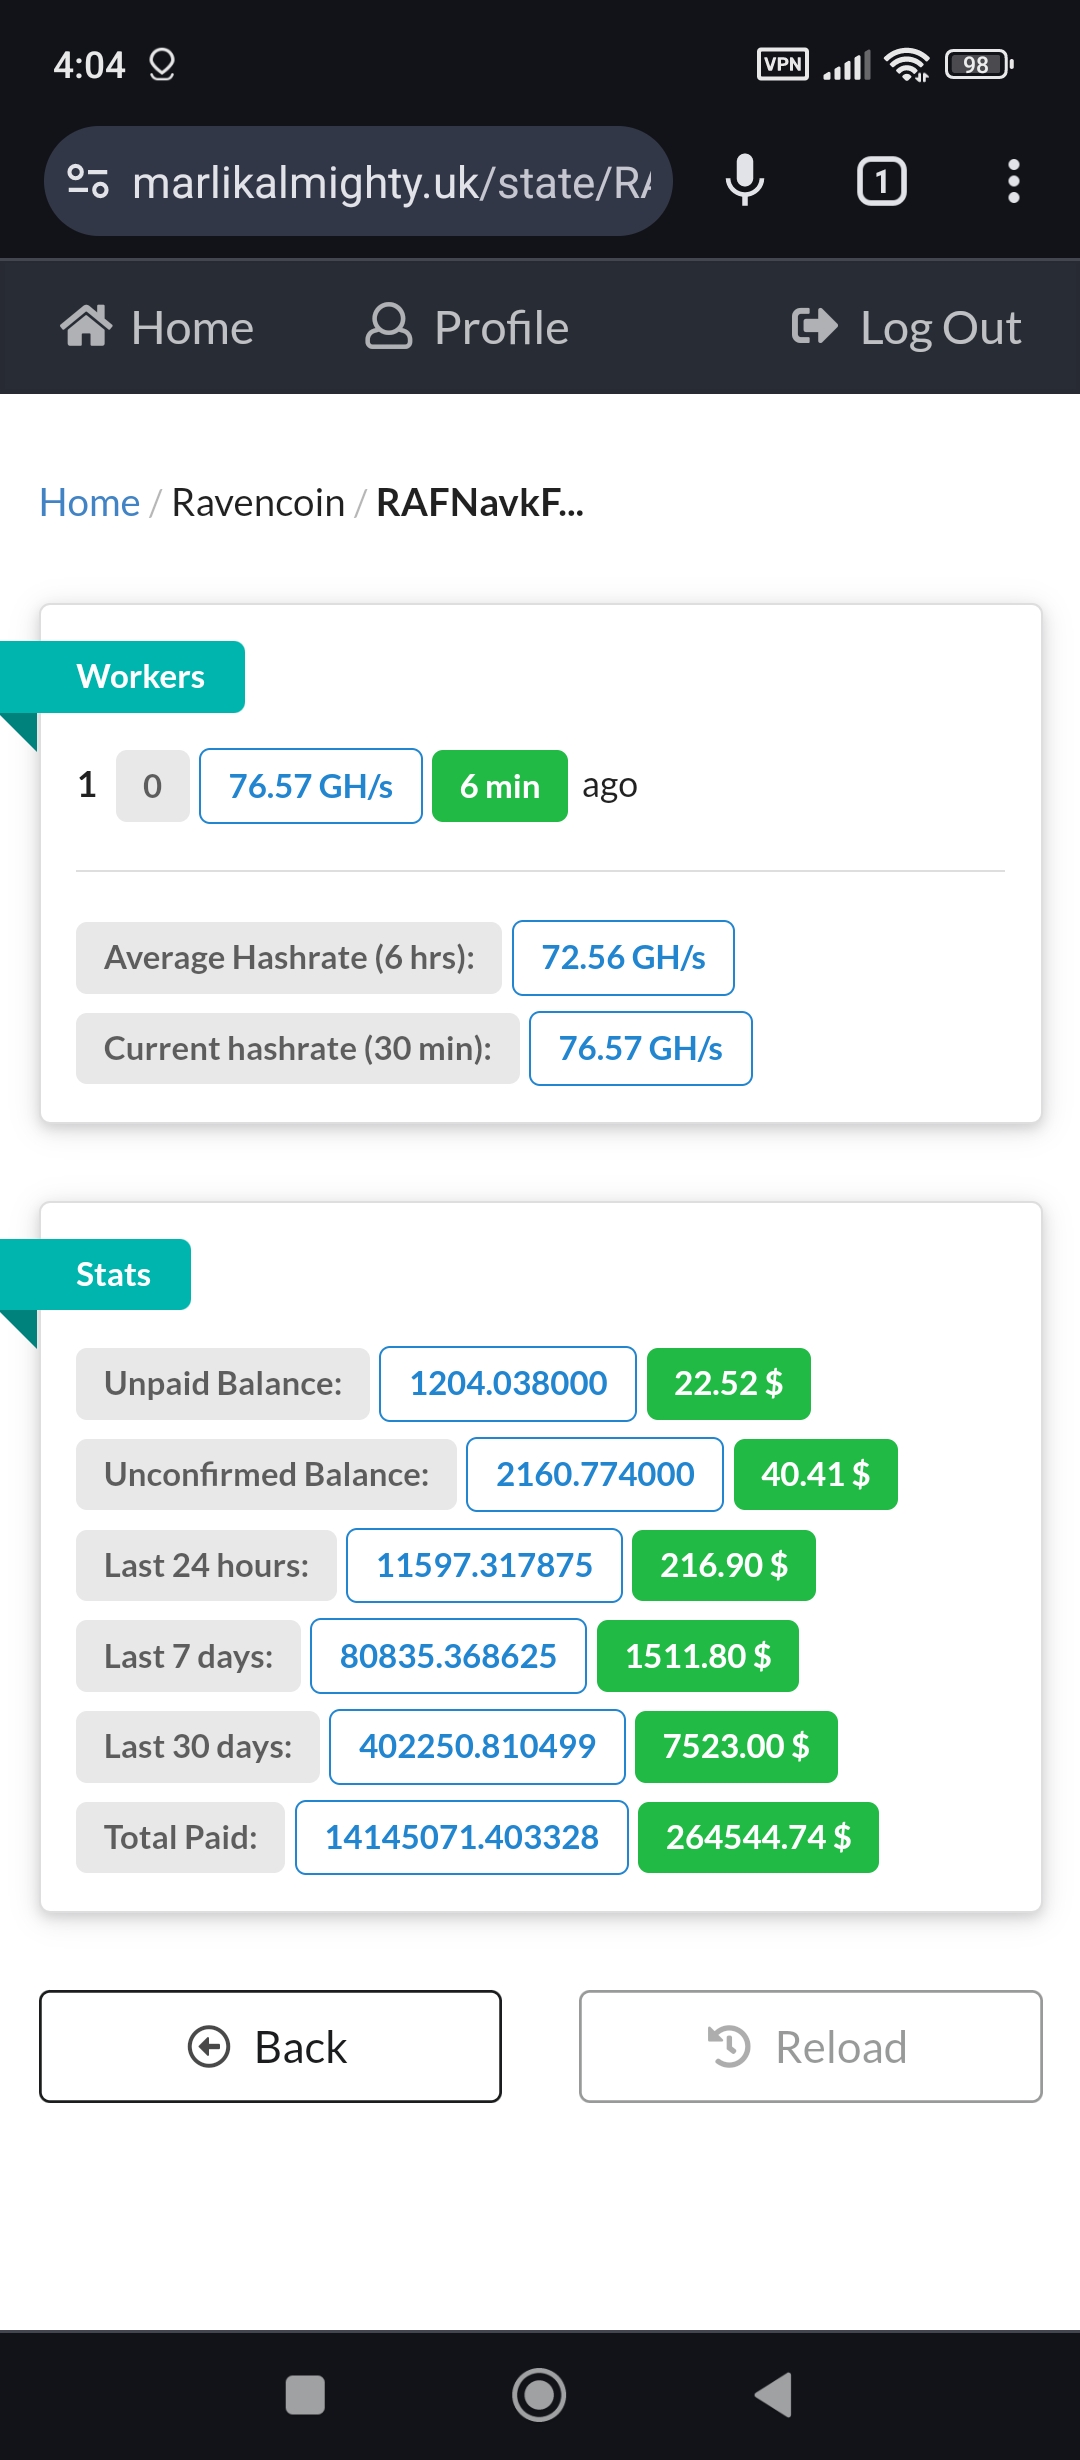 4:04 VPN 98
marlikalmighty.uk/state/RA 1
Home Profile Log Out
Home / Ravencoin / RAFNavkF...
Workers
1 0 76.57 GH/s 6 min ago
Average Hashrate (6 hrs): 72.56 GH/s
Current hashrate (30 min): 76.57 GH/s
Stats
Unpaid Balance: 1204.038000 22.52 $
Unconfirmed Balance: 2160.774000 40.41 $
Last 24 hours: 11597.317875 216.90 $
Last 7 days: 80835.368625 1511.80 $
Last 30 days: 402250.810499 7523.00 $
Total Paid: 14145071.403328 264544.74 $
Back Reload